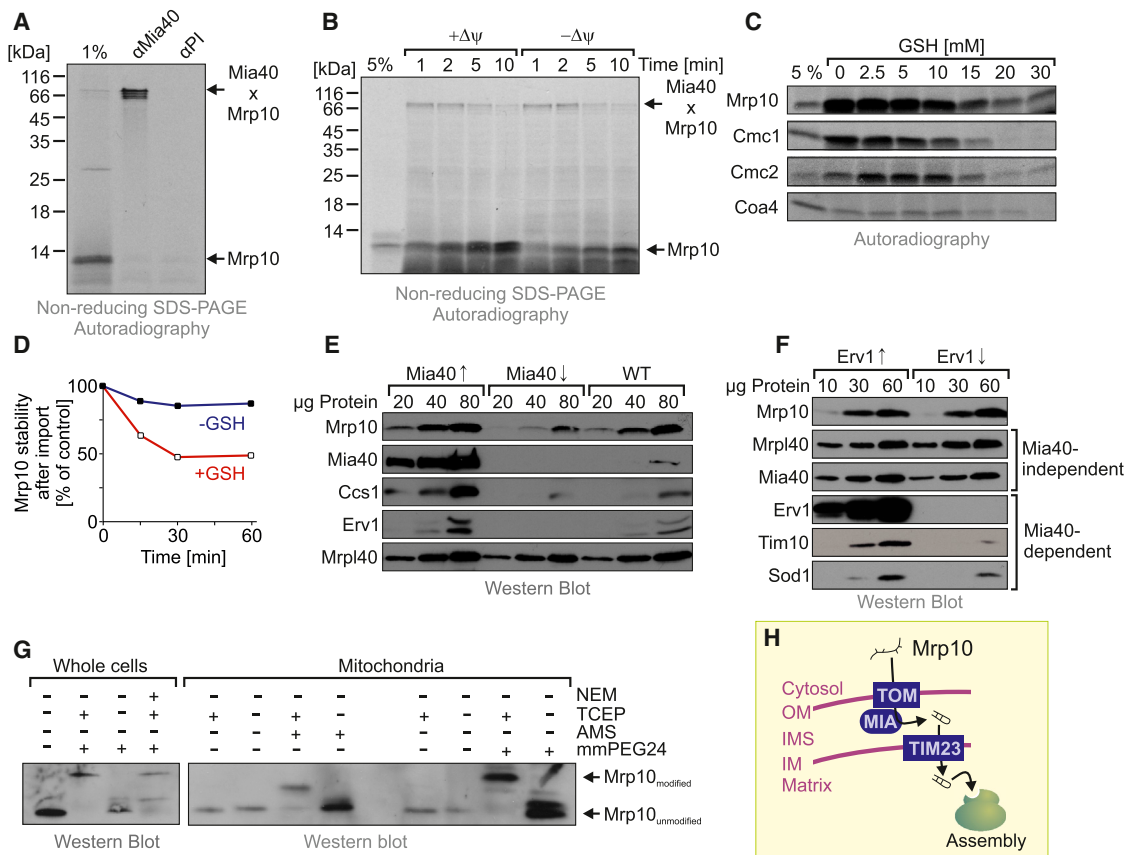 A
[kDa]
1%
αMia40
αPI
116
66
45
35
25
18
14
Mia40
x
Mrp10
Mrp10
Non-reducing SDS-PAGE
Autoradiography
B
+Δψ
−Δψ
[kDa]
5%
1 2 5 10 1 2 5 10 Time [min]
116
66
45
35
25
18
14
Mia40
x
Mrp10
Mrp10
Non-reducing SDS-PAGE
Autoradiography
C
GSH [mM]
5 % 0 2.5 5 10 15 20 30
Mrp10
Cmc1
Cmc2
Coa4
Autoradiography
D
Mrp10 stability
after import
[% of control]
100
50
0
-GSH
+GSH
0 30 60
Time [min]
E
Mia40↑ Mia40↓ WT
µg Protein 20 40 80 20 40 80 20 40 80
Mrp10
Mia40
Ccs1
Erv1
Mrpl40
Western Blot
F
Erv1↑ Erv1↓
µg Protein 10 30 60 10 30 60
Mrp10
Mrpl40
Mia40
Erv1
Tim10
Sod1
Mia40-
independent
Mia40-
dependent
Western Blot
G
Whole cells Mitochondria
- - - + - - - - - - - - NEM
- + - + + - + - + - + - TCEP
- - - - - - + + - - - - AMS
- + + + - - - - - - + + mmPEG24
Mrp10modified
Mrp10unmodified
Western Blot
Western blot
H
Mrp10
Cytosol
TOM
OM
MIA
IMS
TIM23
IM
Matrix
Assembly